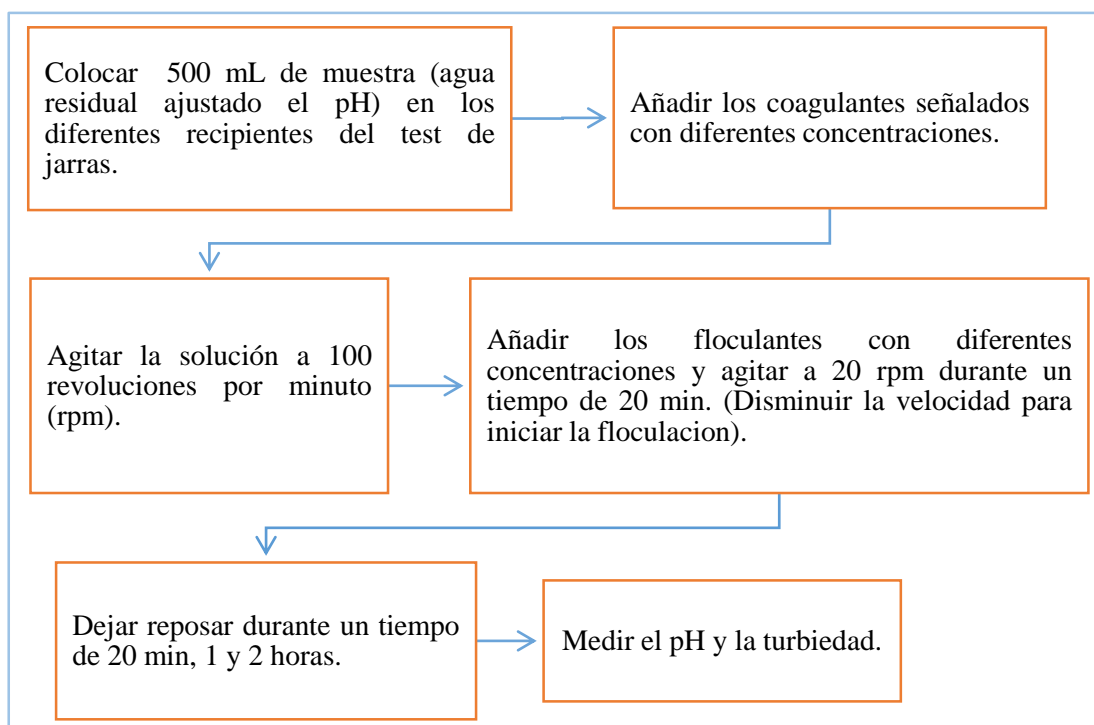 Colocar 500 mL de muestra (agua
residual ajustado el pH) en los
diferentes recipientes del test de
jarras.
Añadir los coagulantes señalados
con diferentes concentraciones.
Agitar la solución a 100
revoluciones por minuto
(rpm).
Añadir los floculantes con diferentes
concentraciones y agitar a 20 rpm durante un
tiempo de 20 min. (Disminuir la velocidad para
iniciar la floculacion).
Dejar reposar durante un tiempo
de 20 min, 1 y 2 horas.
Medir el pH y la turbiedad.